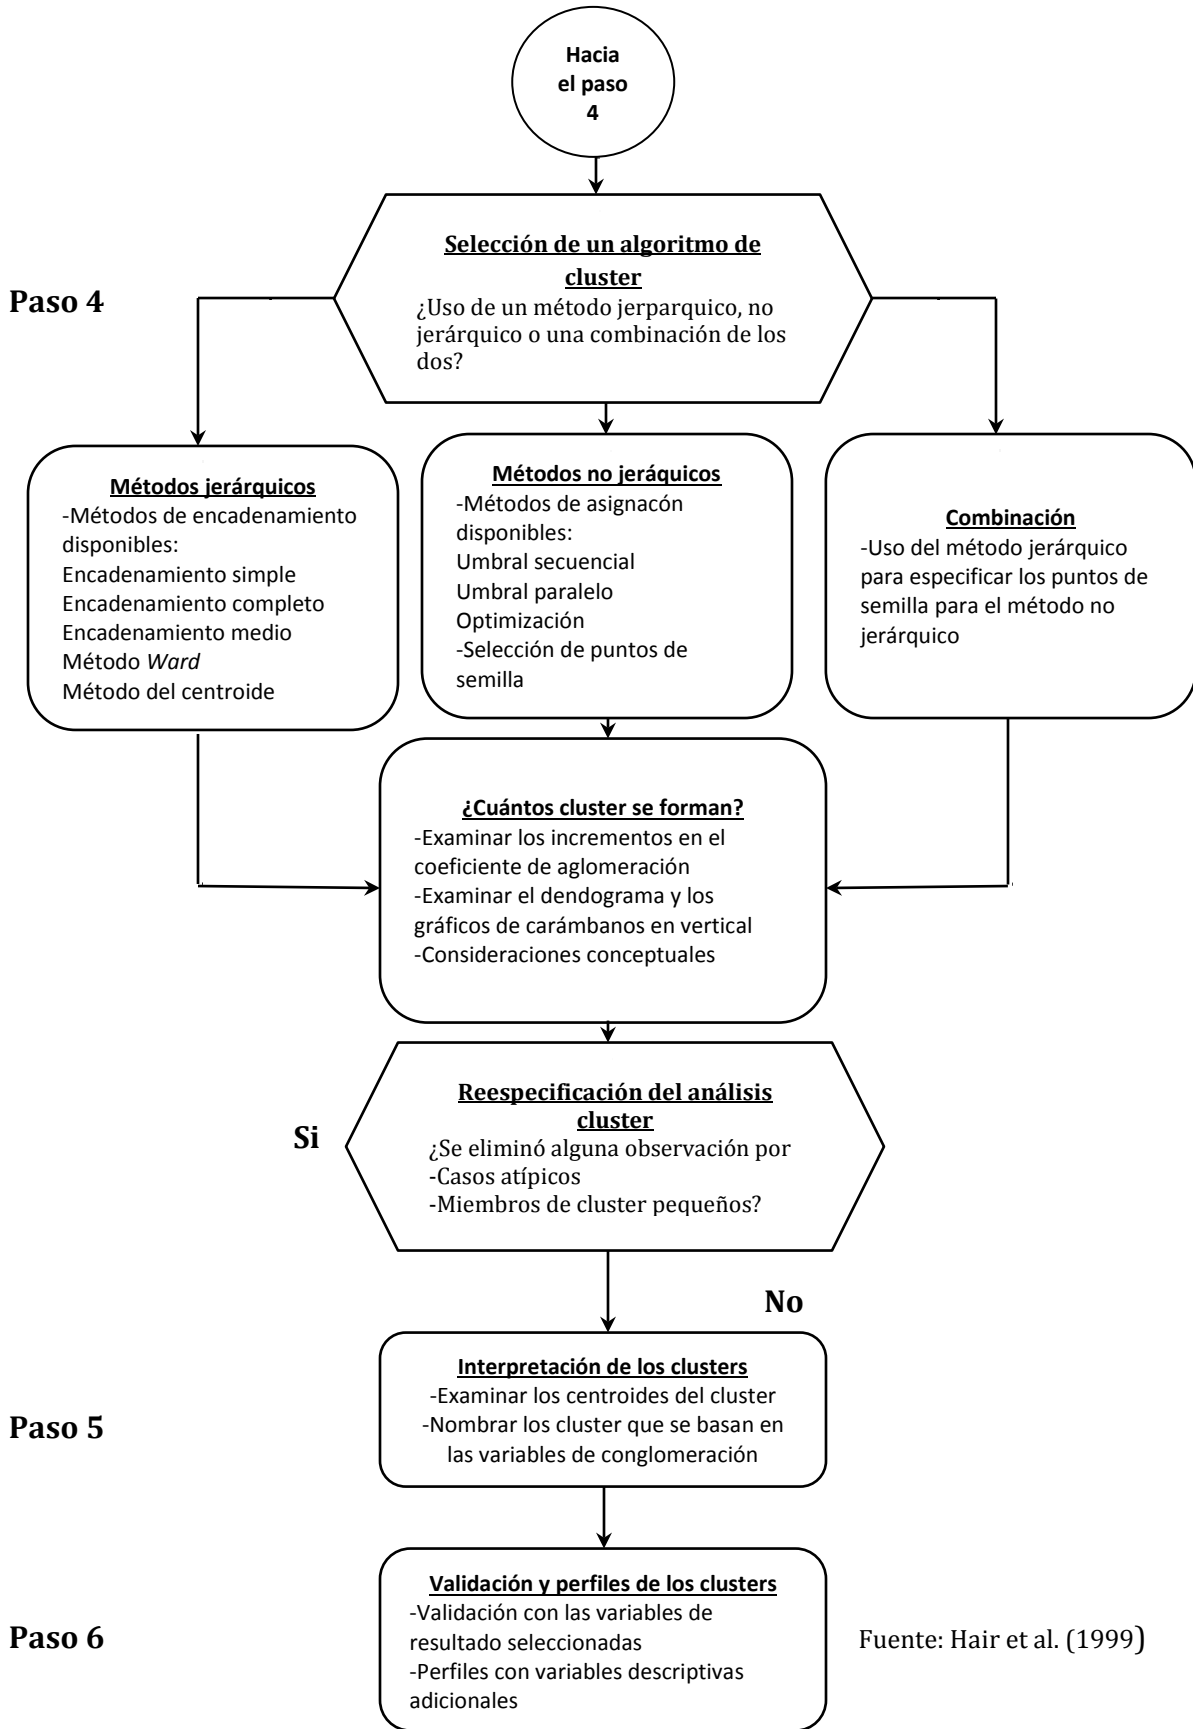 Hacia
el paso
4
Selección de un algoritmo de
cluster
¿Uso de un método jerparquico, no
jerárquico o una combinación de los
dos?
Paso 4
Métodos jerárquicos
-Métodos de encadenamiento
disponibles:
Encadenamiento simple
Encadenamiento completo
Encadenamiento medio
Método Ward
Método del centroide
Métodos no jeráquicos
-Métodos de asignacón
disponibles:
Umbral secuencial
Umbral paralelo
Optimización
-Selección de puntos de
semilla
Combinación
-Uso del método jerárquico
para especificar los puntos de
semilla para el método no
jerárquico
¿Cuántos cluster se forman?
-Examinar los incrementos en el
coeficiente de aglomeración
-Examinar el dendograma y los
gráficos de carámbanos en vertical
-Consideraciones conceptuales
Reespecificación del análisis
cluster
¿Se eliminó alguna observación por
-Casos atípicos
-Miembros de cluster pequeños?
Si
No
Interpretación de los clusters
-Examinar los centroides del cluster
-Nombrar los cluster que se basan en
las variables de conglomeración
Paso 5
Validación y perfiles de los clusters
-Validación con las variables de
resultado seleccionadas
-Perfiles con variables descriptivas
adicionales
Paso 6
Fuente: Hair et al. (1999)